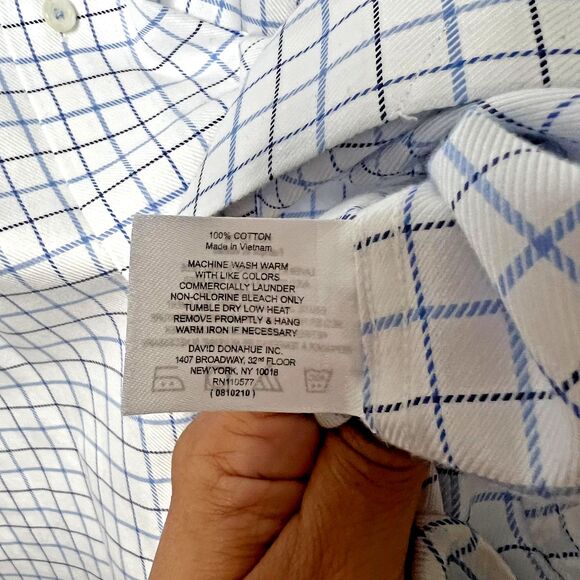 100% COTTON
Made in Vietnam
MACHINE WASH WARM
WITH LIKE COLORS
COMMERCIALLY LAUNDER
NON-CHLORINE BLEACH ONLY
TUMBLE DRY LOW HEAT
REMOVE PROMPTLY & HANG
WARM IRON IF NECESSARY
DAVID DONAHUE INC.
1407 BROADWAY, 32nd FLOOR
NEW YORK, NY 10018
RN110577
( 0810210 )